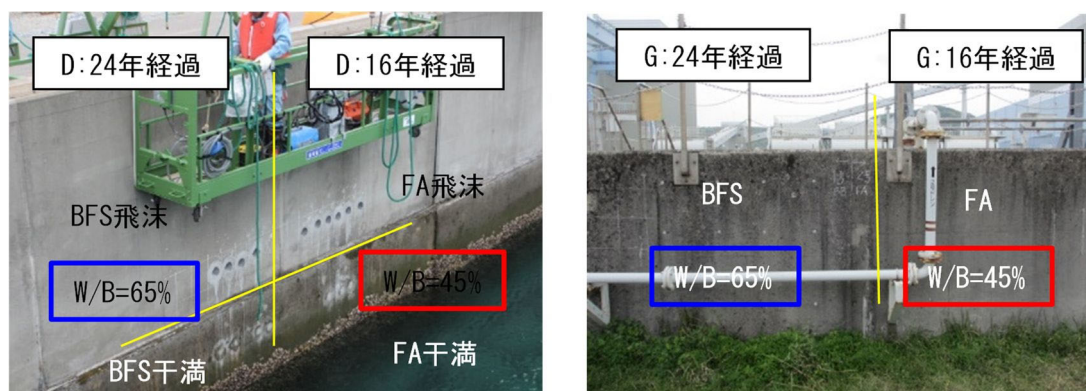 D:24年経過
D:16年経過
BFS飛沫
FA飛沫
W/B=65%
W/B=45%
BFS干満
FA干満
G:24年経過
G:16年経過
BFS
FA
W/B=65%
W/B=45%